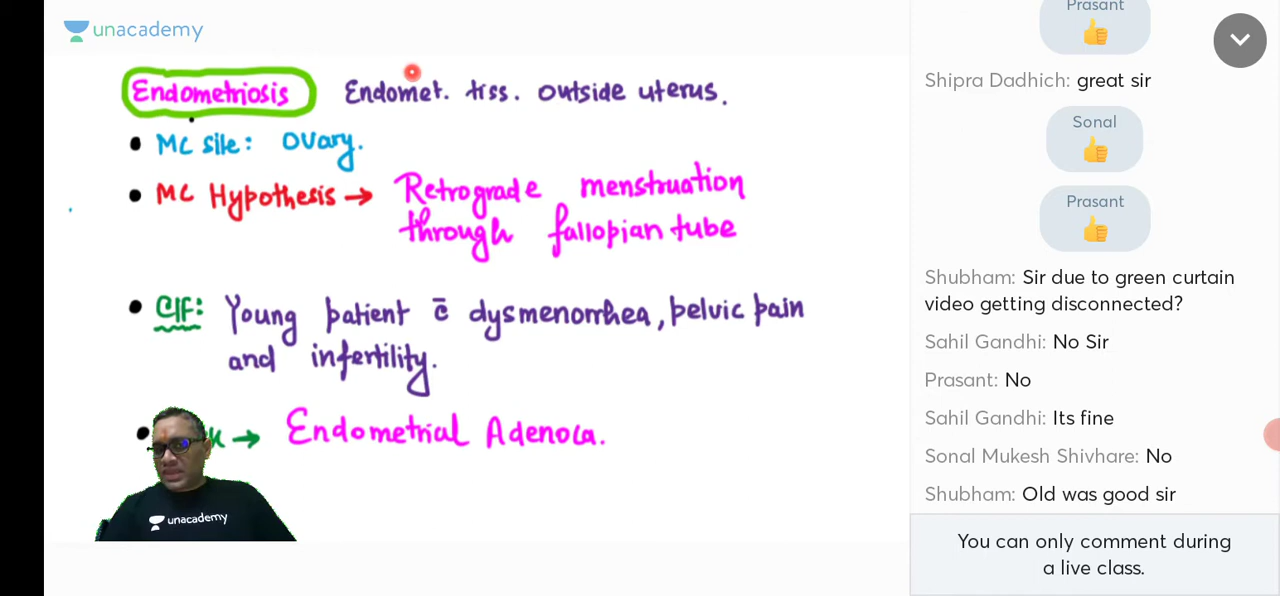 unacademy
Endometriosis Endomet. tiss. outside uterus.
• MC site: Ovary.
• MC Hypothesis → Retrograde menstruation
through fallopian tube
• C/F: Young patient c̄ dysmenorrhea, pelvic pain
and infertility.
• → Endometrial Adenoca.
unacademy
Prasant
👍
Shipra Dadhich: great sir
Sonal
👍
Prasant
👍
Shubham: Sir due to green curtain
video getting disconnected?
Sahil Gandhi: No Sir
Prasant: No
Sahil Gandhi: Its fine
Sonal Mukesh Shivhare: No
Shubham: Old was good sir
You can only comment during
a live class.